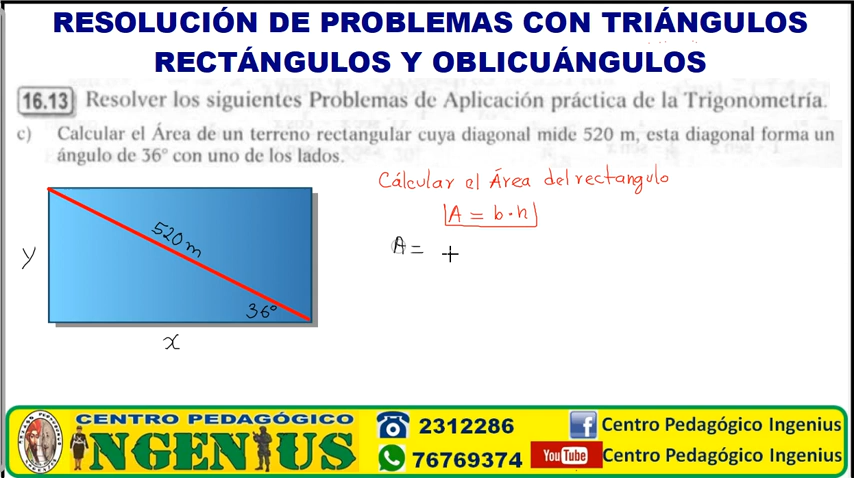 RESOLUCIÓN DE PROBLEMAS CON TRIÁNGULOS
RECTÁNGULOS Y OBLICUÁNGULOS
16.13 Resolver los siguientes Problemas de Aplicación práctica de la Trigonometría.
c) Calcular el Área de un terreno rectangular cuya diagonal mide 520 m, esta diagonal forma un
ángulo de 36° con uno de los lados.
Cálcular el Área del rectangulo
A = b · h
A =
520 m
y
36°
x
CENTRO PEDAGÓGICO
INGENIUS
2312286
76769374
Centro Pedagógico Ingenius
YouTube Centro Pedagógico Ingenius